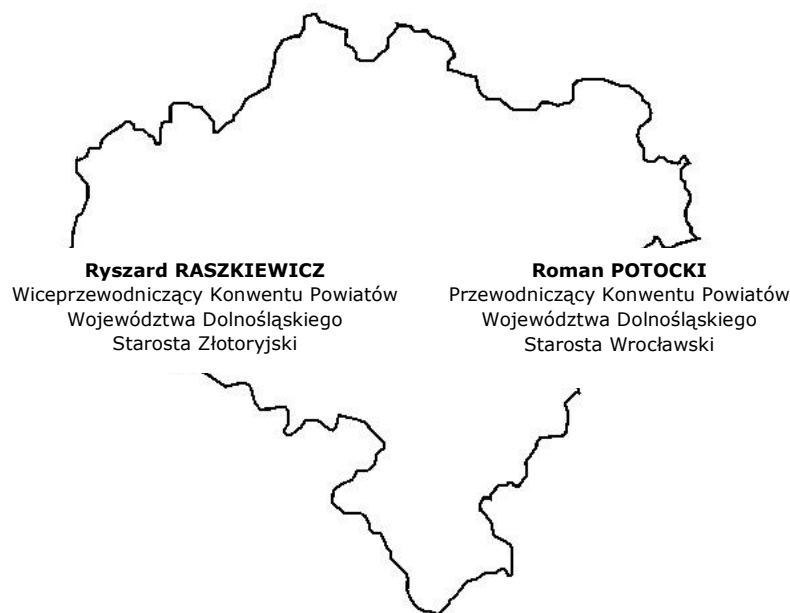 Ryszard RASZKIEWICZ
Wiceprzewodniczący Konwentu Powiatów
Województwa Dolnośląskiego
Starosta Złotoryjski
Roman POTOCKI
Przewodniczący Konwentu Powiatów
Województwa Dolnośląskiego
Starosta Wrocławski